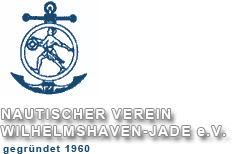 NAUTISCHER VEREIN
WILHELMSHAVEN-JADE e.V.
gegründet 1960